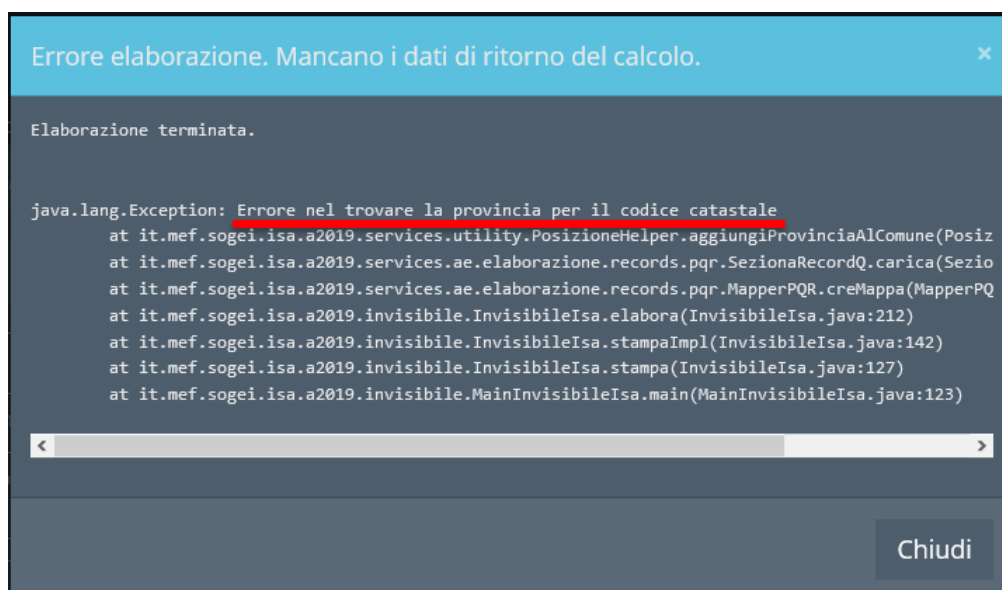 Errore elaborazione. Mancano i dati di ritorno del calcolo. ×
Elaborazione terminata.
java.lang.Exception: Errore nel trovare la provincia per il codice catastale
at it.mef.sogei.isa.a2019.services.utility.PosizioneHelper.aggiungiProvinciaAlComune(Posiz
at it.mef.sogei.isa.a2019.services.ae.elaborazione.records.pqr.SezionaRecordQ.carica(Sezio
at it.mef.sogei.isa.a2019.services.ae.elaborazione.records.pqr.MapperPQR.creMappa(MapperPQ
at it.mef.sogei.isa.a2019.invisibile.InvisibileIsa.elabora(InvisibileIsa.java:212)
at it.mef.sogei.isa.a2019.invisibile.InvisibileIsa.stampaImpl(InvisibileIsa.java:142)
at it.mef.sogei.isa.a2019.invisibile.InvisibileIsa.stampa(InvisibileIsa.java:127)
at it.mef.sogei.isa.a2019.invisibile.MainInvisibileIsa.main(MainInvisibileIsa.java:123)
Chiudi